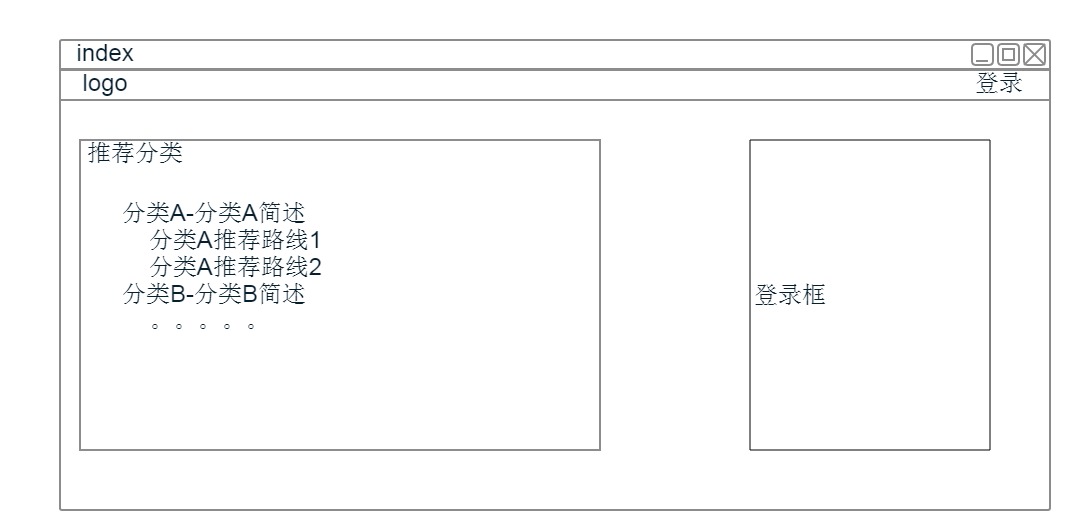 index
logo
登录
推荐分类
分类A-分类A简述
分类A推荐路线1
分类A推荐路线2
分类B-分类B简述
。。。。。
登录框